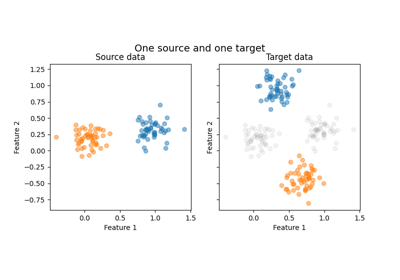 One source and one target
Source data
Target data
1.25
1.00
0.75
0.50
0.25
0.00
−0.25
−0.50
−0.75
Feature 2
Feature 2
0.0
0.5
1.0
1.5
0.0
0.5
1.0
1.5
Feature 1
Feature 1